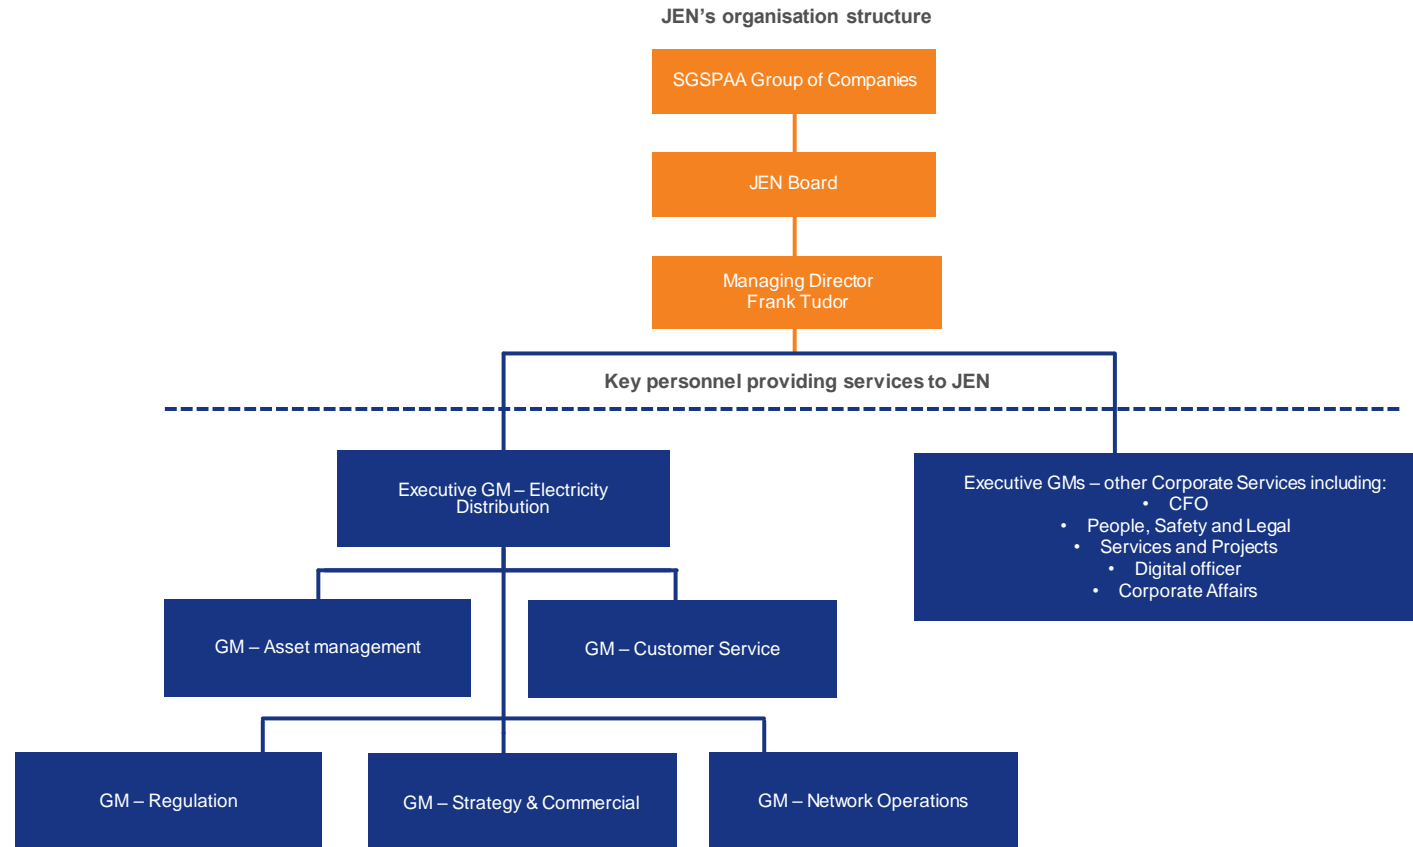 JEN’s organisation structure
SGSPAA Group of Companies
JEN Board
Managing Director
Frank Tudor
Key personnel providing services to JEN
Executive GM – Electricity
Distribution
Executive GMs – other Corporate Services including:
• CFO
• People, Safety and Legal
• Services and Projects
• Digital officer
• Corporate Affairs
GM – Asset management
GM – Customer Service
GM – Regulation
GM – Strategy & Commercial
GM – Network Operations